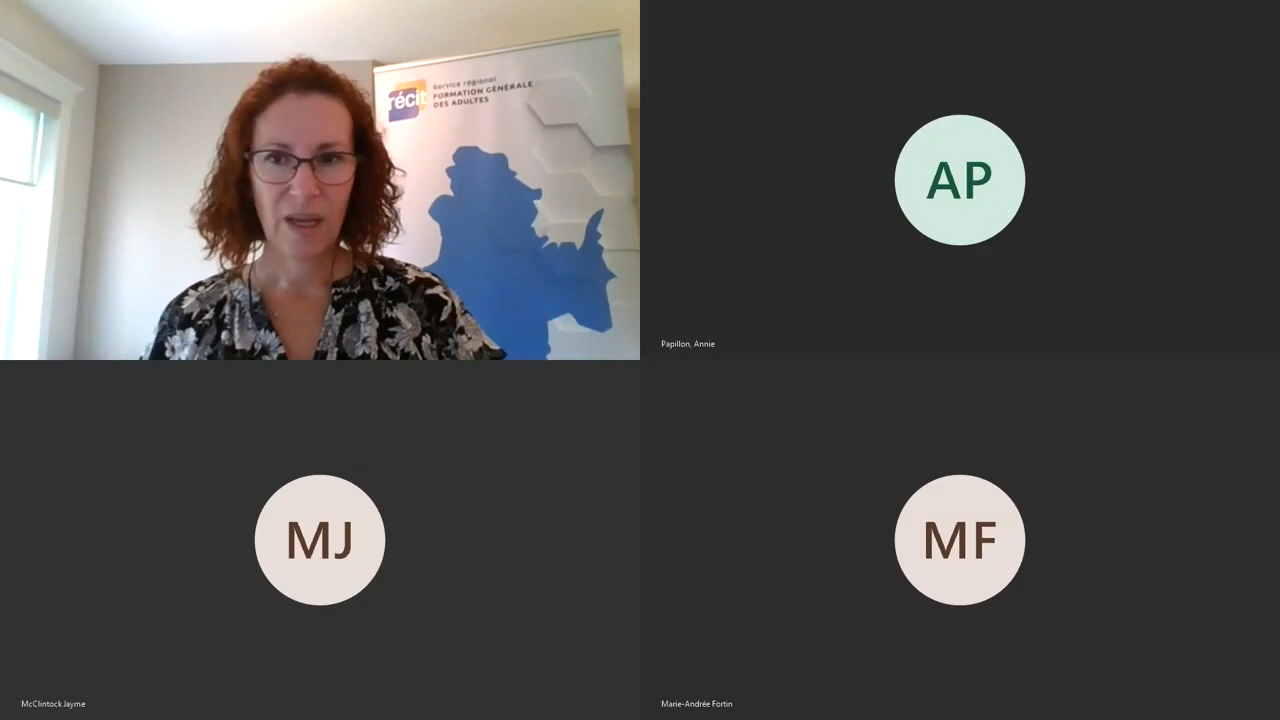 récit
Service régional
FORMATION GÉNÉRALE
DES ADULTES
AP
Papillon, Annie
MJ
McClintock Jayme
MF
Marie-Andrée Fortin